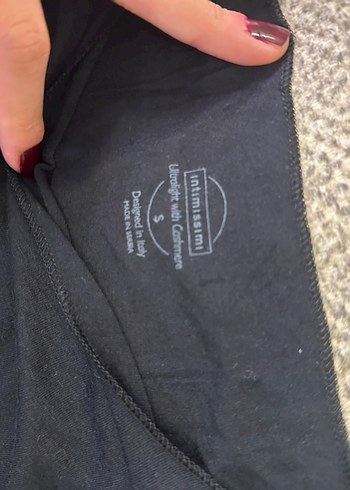 intimissimi
Ultralight with Cashmere
S
Designed in Italy
MADE IN SERBIA